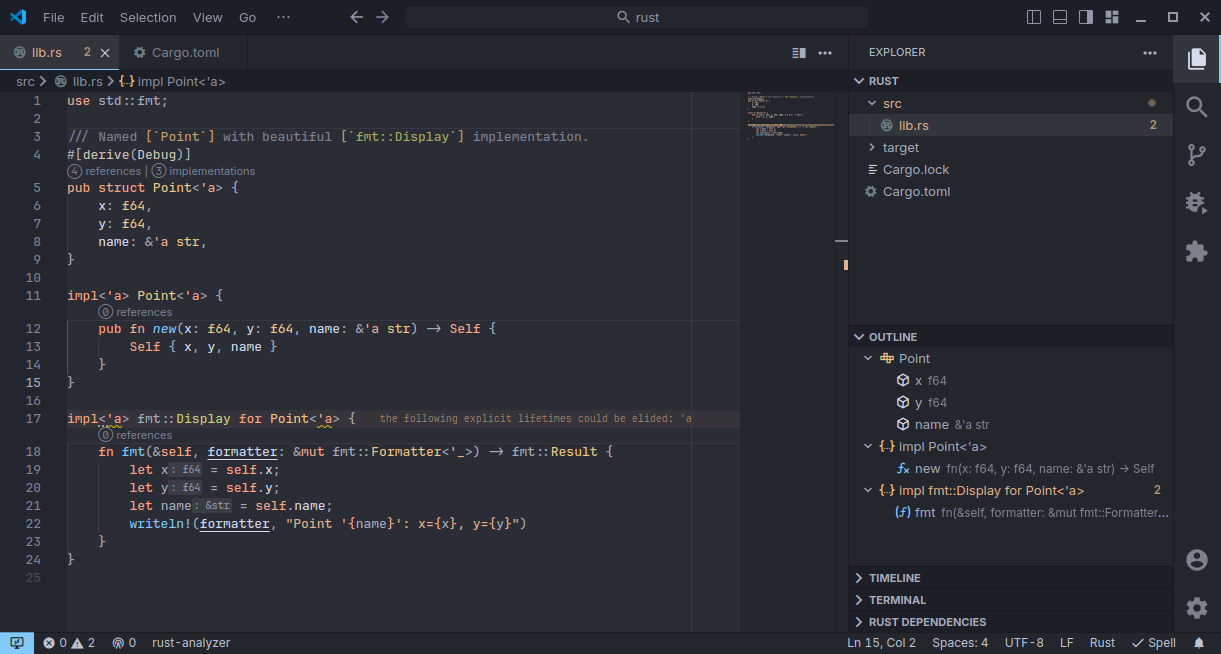 File Edit Selection View Go ··· rust
lib.rs 2 Cargo.toml
src > lib.rs > {..} impl Point<'a>
1 use std::fmt;
2
3 /// Named [`Point`] with beautiful [`fmt::Display`] implementation.
4 #[derive(Debug)]
4 references | 3 implementations
5 pub struct Point<'a> {
6 x: f64,
7 y: f64,
8 name: &'a str,
9 }
10
11 impl<'a> Point<'a> {
0 references
12 pub fn new(x: f64, y: f64, name: &'a str) -> Self {
13 Self { x, y, name }
14 }
15 }
16
17 impl<'a> fmt::Display for Point<'a> { the following explicit lifetimes could be elided: 'a
0 references
18 fn fmt(&self, formatter: &mut fmt::Formatter<'_>) -> fmt::Result {
19 let x: f64 = self.x;
20 let y: f64 = self.y;
21 let name: &str = self.name;
22 writeln!(formatter, "Point '{name}': x={x}, y={y}")
23 }
24 }
25
EXPLORER
RUST
src
lib.rs 2
target
Cargo.lock
Cargo.toml
OUTLINE
Point
x f64
y f64
name &'a str
{..} impl Point<'a>
new fn(x: f64, y: f64, name: &'a str) -> Self
{..} impl fmt::Display for Point<'a> 2
fmt fn(&self, formatter: &mut fmt::Formatter...
TIMELINE
TERMINAL
RUST DEPENDENCIES
0 2 0 rust-analyzer Ln 15, Col 2 Spaces: 4 UTF-8 LF Rust Spell